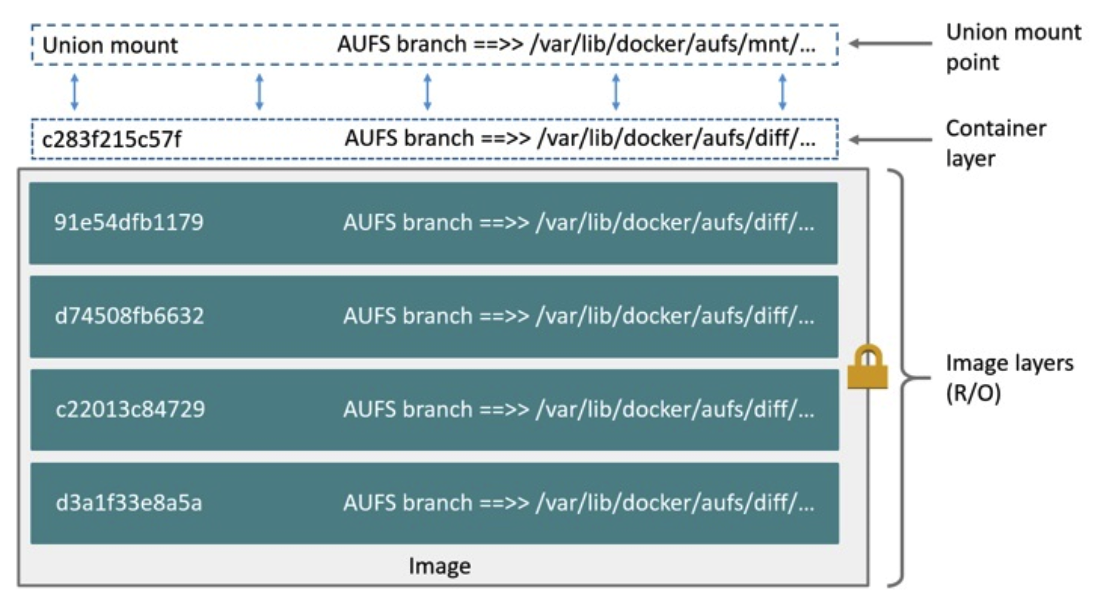 Union mount AUFS branch ==>> /var/lib/docker/aufs/mnt/...
Union mount
point
c283f215c57f AUFS branch ==>> /var/lib/docker/aufs/diff/...
Container
layer
91e54dfb1179 AUFS branch ==>> /var/lib/docker/aufs/diff/...
d74508fb6632 AUFS branch ==>> /var/lib/docker/aufs/diff/...
c22013c84729 AUFS branch ==>> /var/lib/docker/aufs/diff/...
d3a1f33e8a5a AUFS branch ==>> /var/lib/docker/aufs/diff/...
Image
Image layers
(R/O)